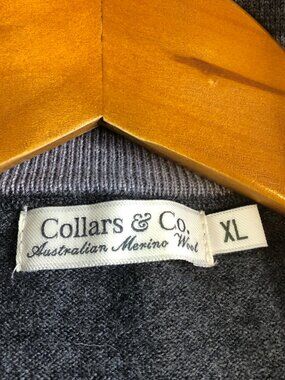 Collars & Co.
Australian Merino Wool
XL